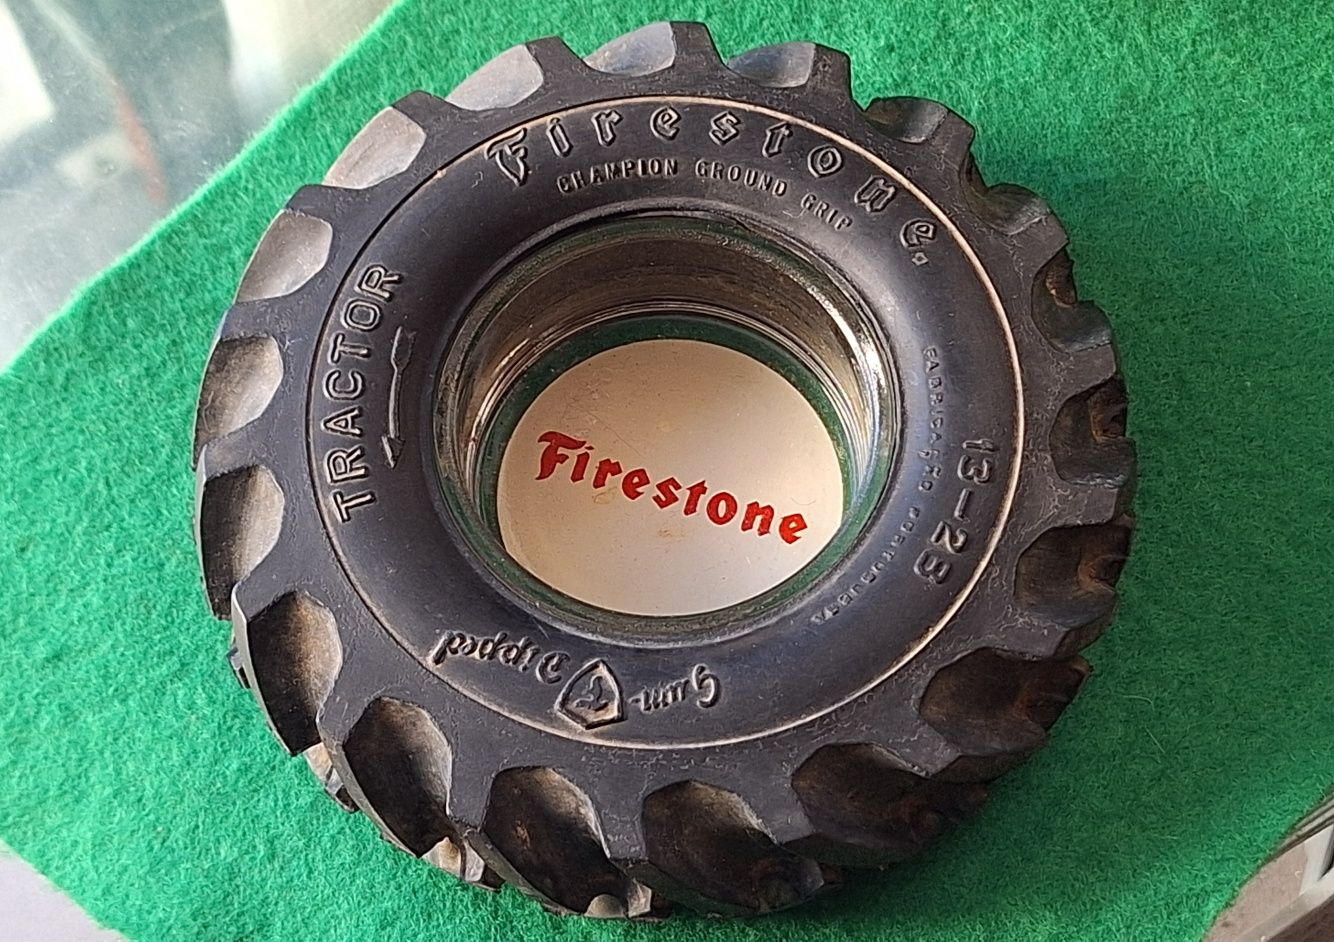 Firestone
CHAMPION GROUND GRIP
TRACTOR
13-28
Gum-Dipped
Firestone